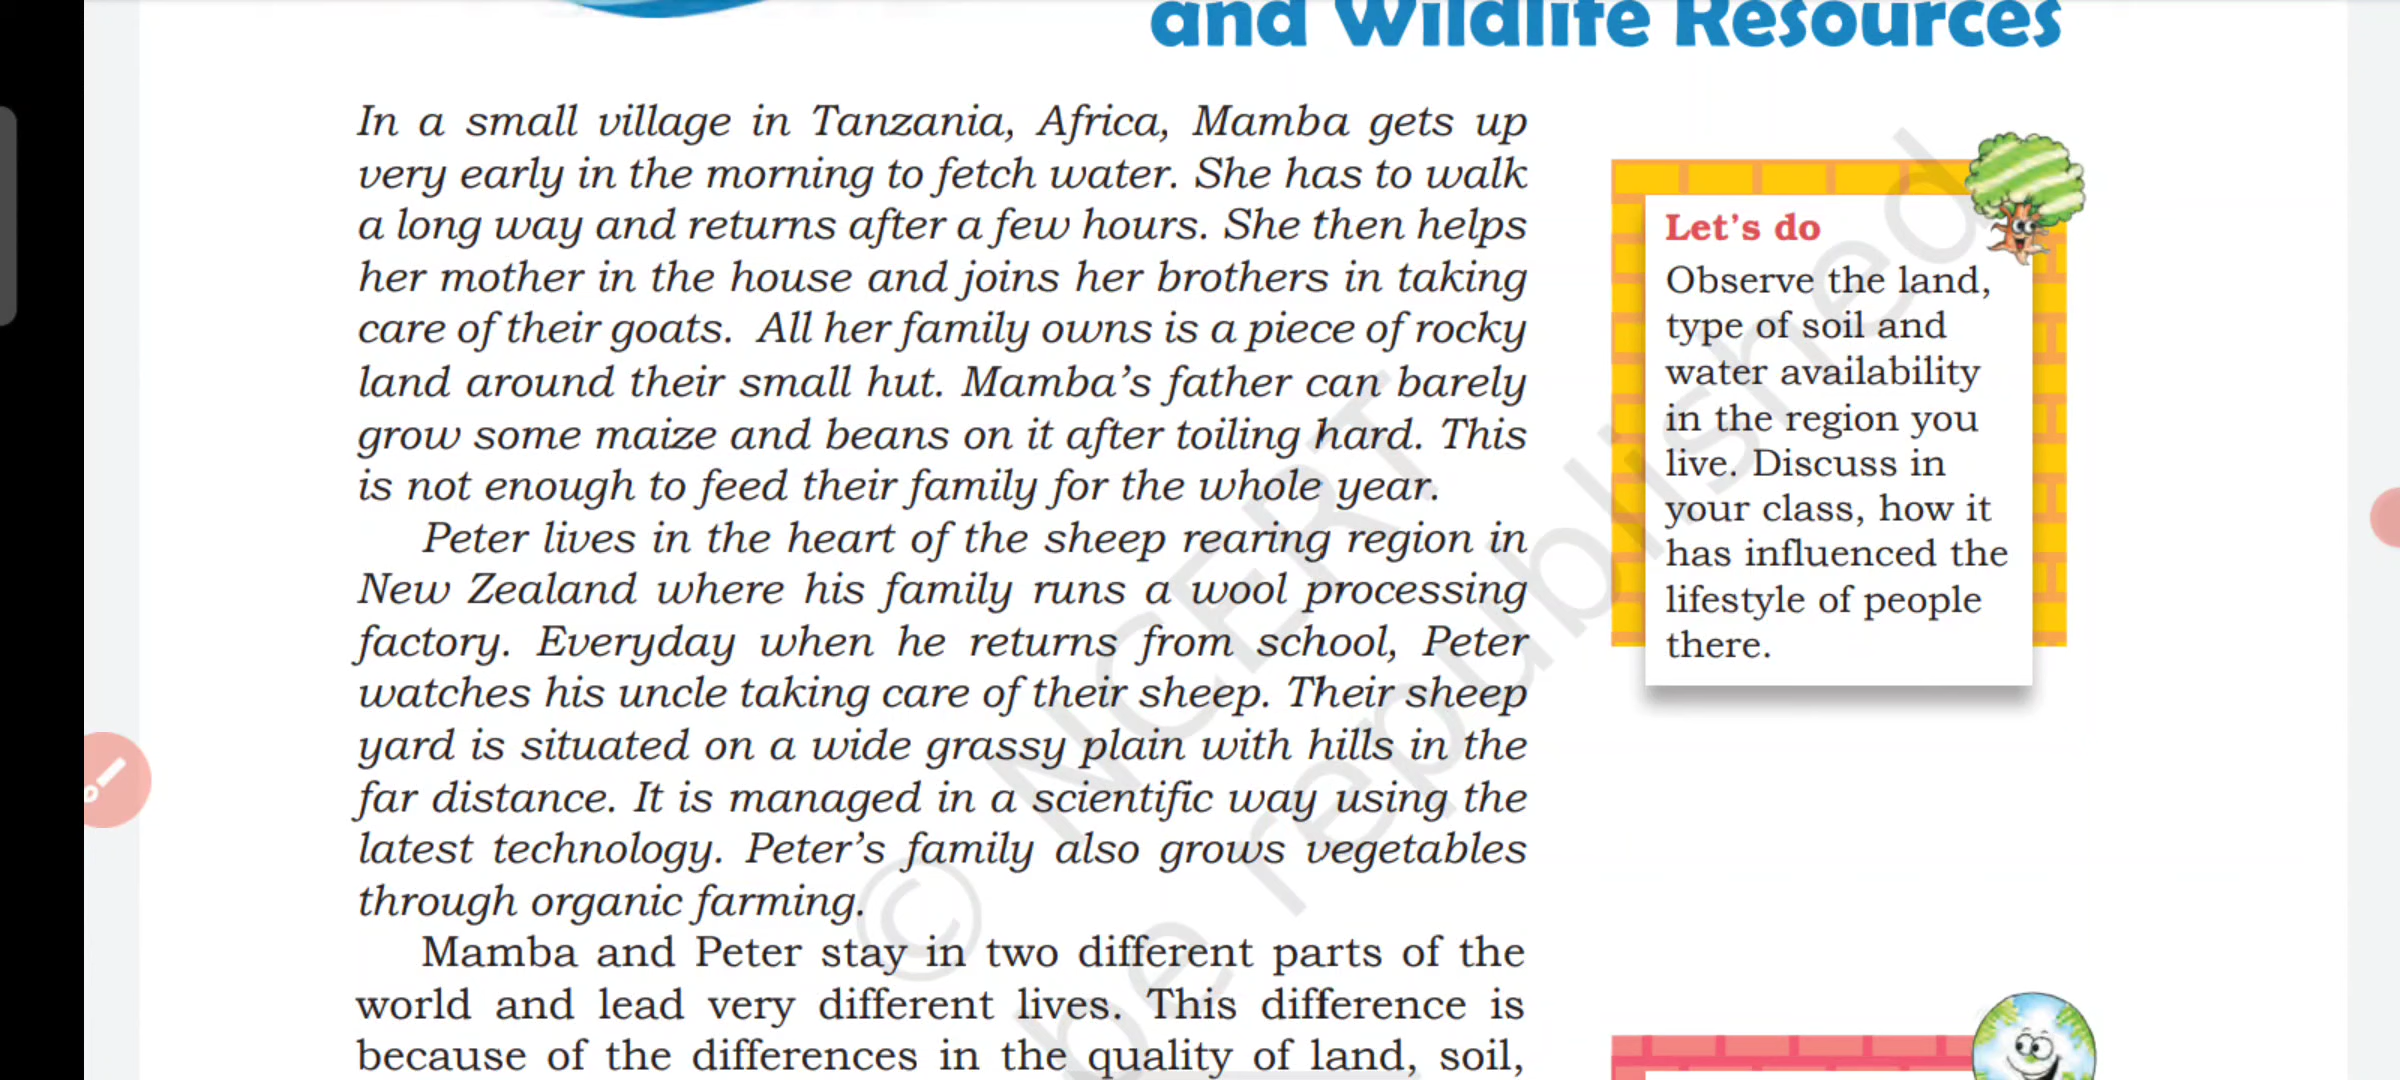 and Wildlife Resources
In a small village in Tanzania, Africa, Mamba gets up
very early in the morning to fetch water. She has to walk
a long way and returns after a few hours. She then helps
her mother in the house and joins her brothers in taking
care of their goats. All her family owns is a piece of rocky
land around their small hut. Mamba’s father can barely
grow some maize and beans on it after toiling hard. This
is not enough to feed their family for the whole year.
Peter lives in the heart of the sheep rearing region in
New Zealand where his family runs a wool processing
factory. Everyday when he returns from school, Peter
watches his uncle taking care of their sheep. Their sheep
yard is situated on a wide grassy plain with hills in the
far distance. It is managed in a scientific way using the
latest technology. Peter’s family also grows vegetables
through organic farming.
Mamba and Peter stay in two different parts of the
world and lead very different lives. This difference is
because of the differences in the quality of land, soil,
Let’s do
Observe the land,
type of soil and
water availability
in the region you
live. Discuss in
your class, how it
has influenced the
lifestyle of people
there.
© NCERT
be republished